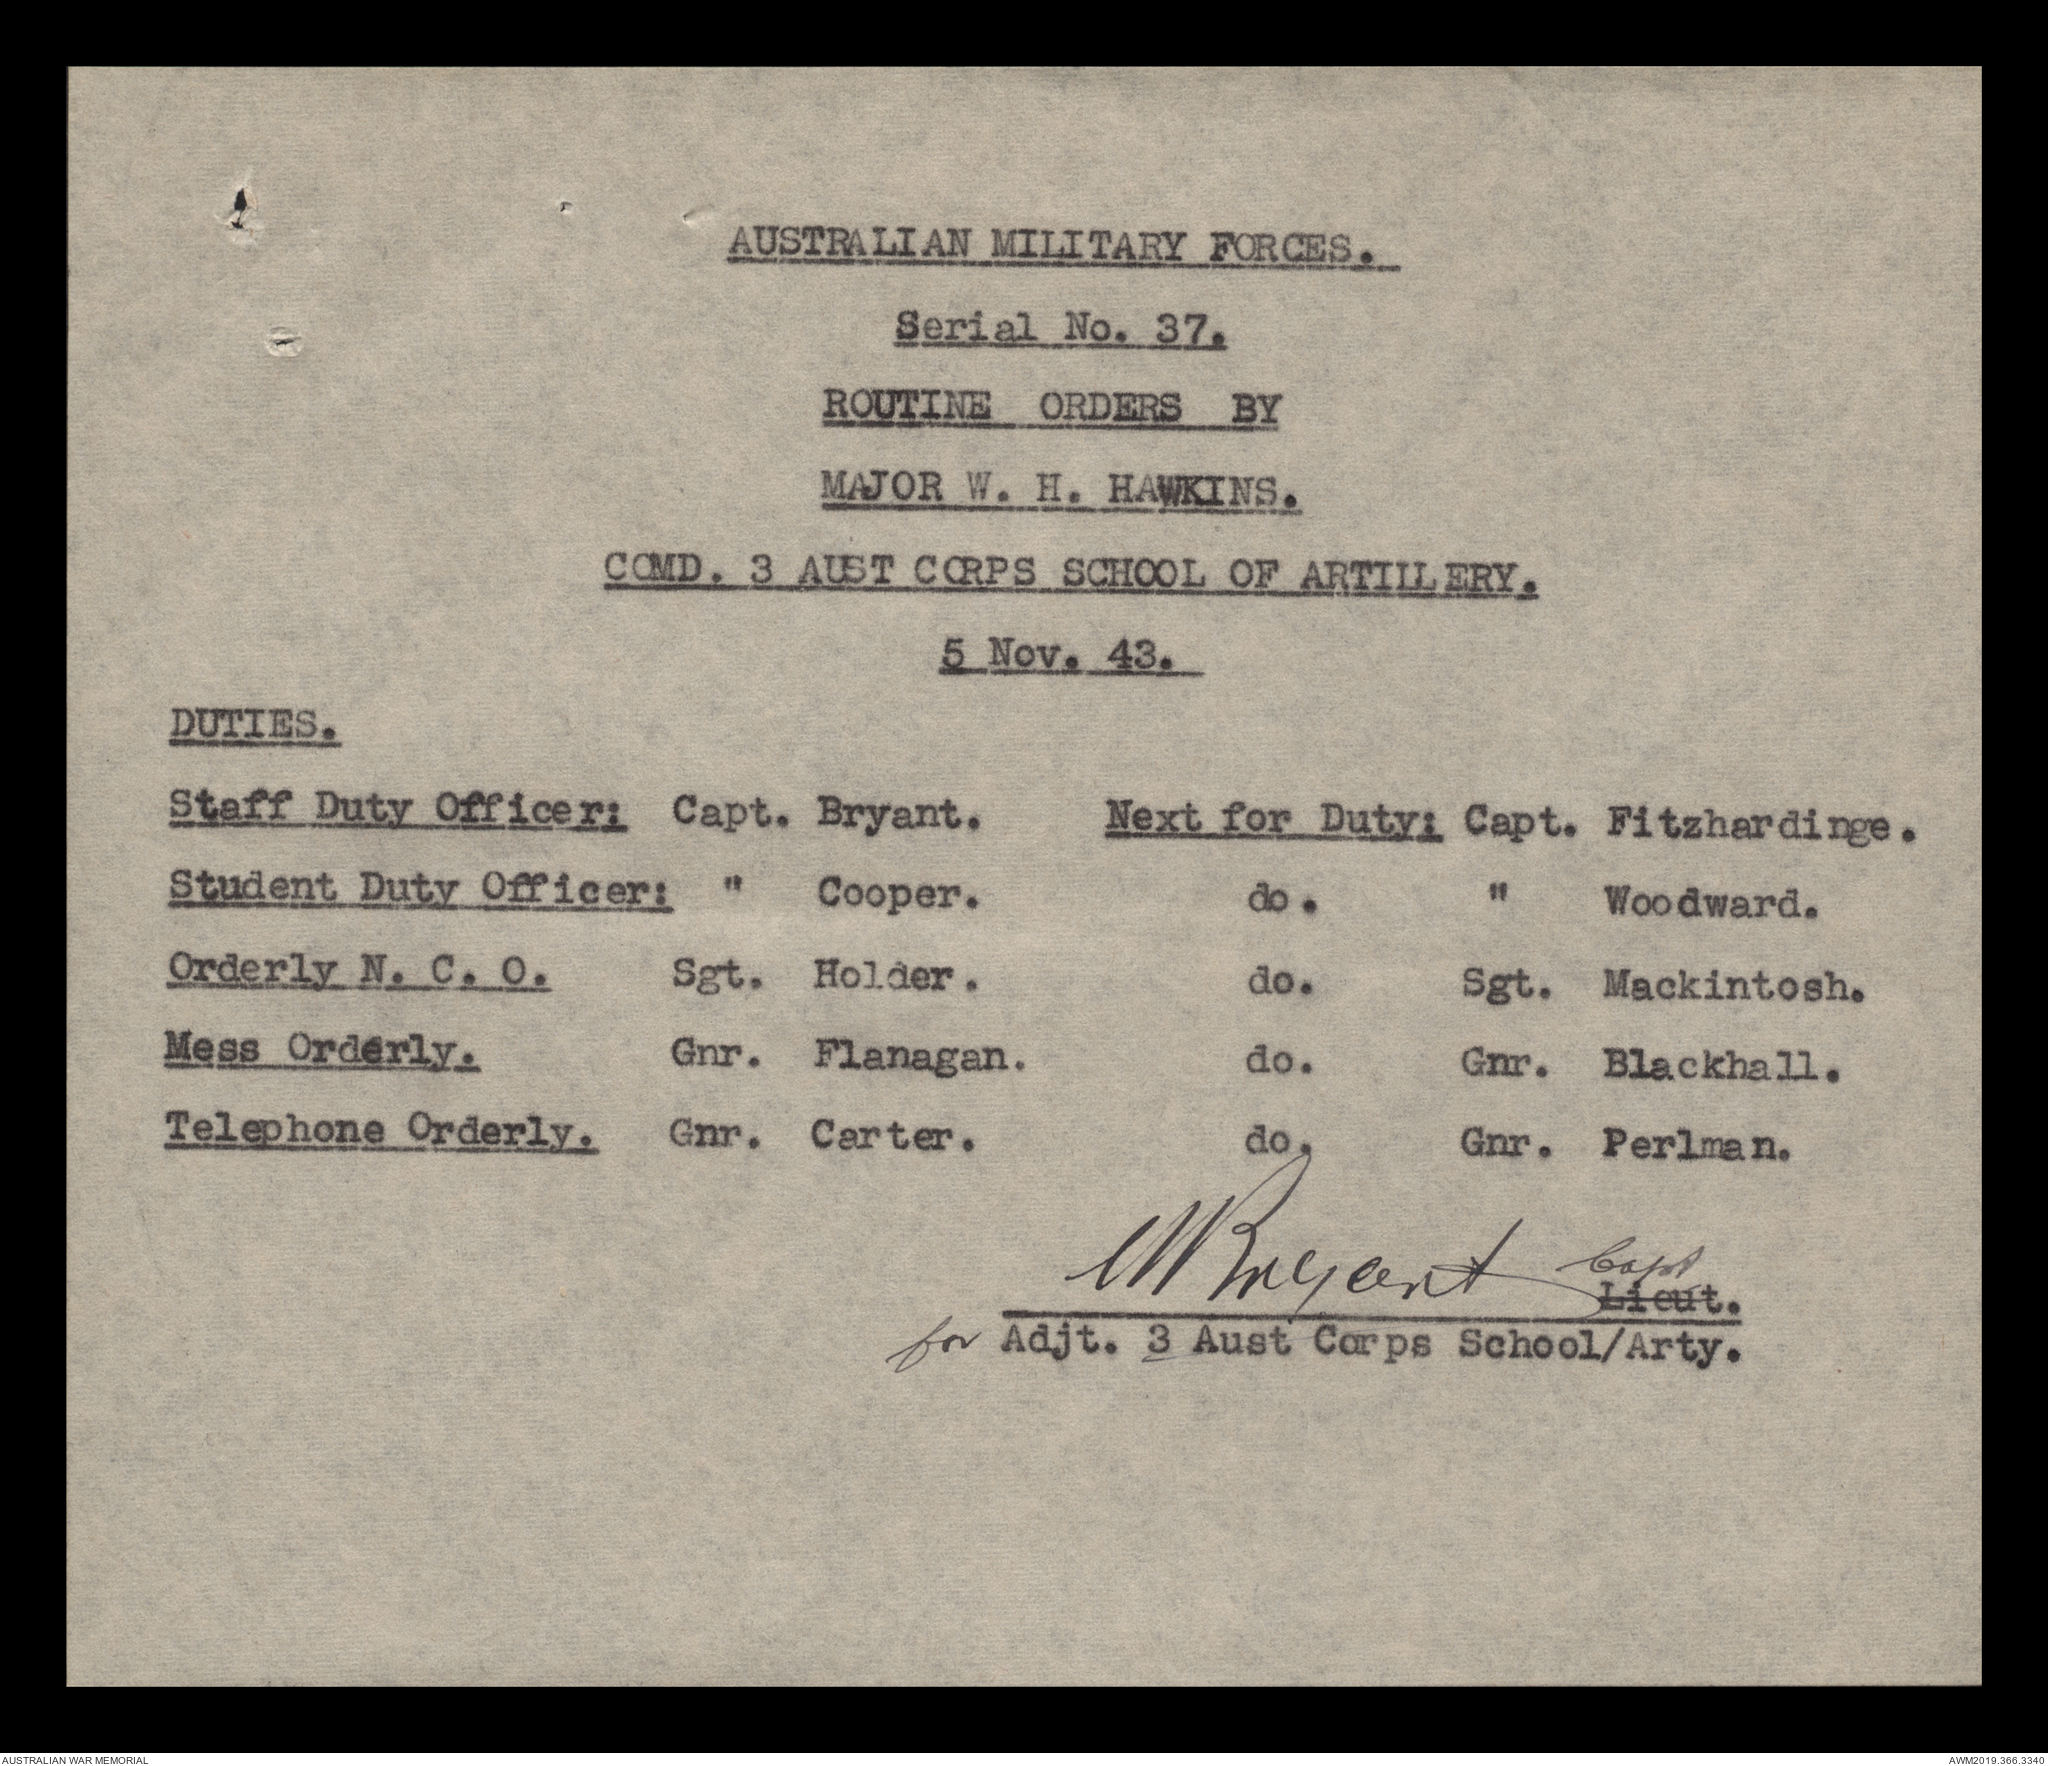 AUSTRALIAN MILITARY FORCES.
Serial No. 37.
ROUTINE ORDERS BY
MAJOR W. H. HAWKINS.
COMD. 3 AUST CORPS SCHOOL OF ARTILLERY.
5 Nov. 43.
DUTIES.
Staff Duty Officer: Capt. Bryant. Next for Duty: Capt. Fitzhardinge.
Student Duty Officer: " Cooper. do. " Woodward.
Orderly N. C. O. Sgt. Holder. do. Sgt. Mackintosh.
Mess Orderly. Gnr. Flanagan. do. Gnr. Blackhall.
Telephone Orderly. Gnr. Carter. do. Gnr. Perlman.
Bryant Capt
Lieut.
for Adjt. 3 Aust Corps School/Arty.
AUSTRALIAN WAR MEMORIAL AWM2019.366.3340